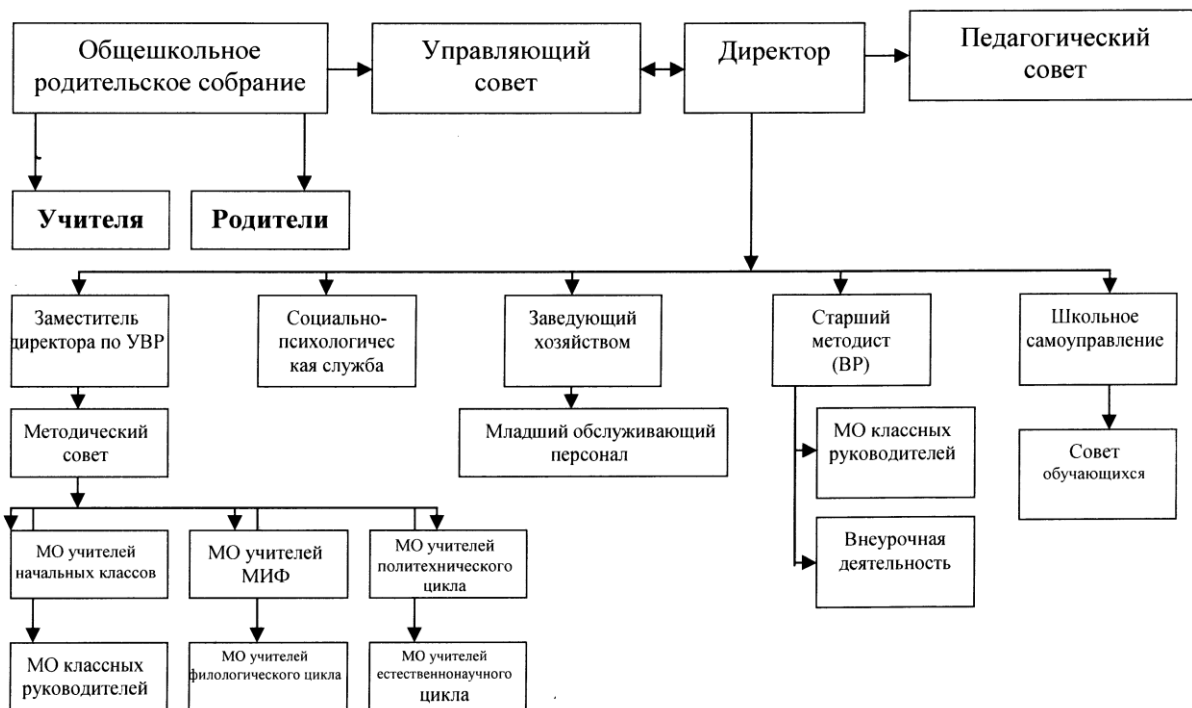 Общешкольное
родительское собрание
Управляющий
совет
Директор
Педагогический
совет
Учителя
Родители
Заместитель
директора по УВР
Социально-
психологичес
кая служба
Заведующий
хозяйством
Старший
методист
(ВР)
Школьное
самоуправление
Методический
совет
Младший обслуживающий
персонал
МО классных
руководителей
Совет
обучающихся
МО учителей
начальных классов
МО учителей
МИФ
МО учителей
политехнического
цикла
Внеурочная
деятельность
МО классных
руководителей
МО учителей
филологического цикла
МО учителей
естественнонаучного
цикла